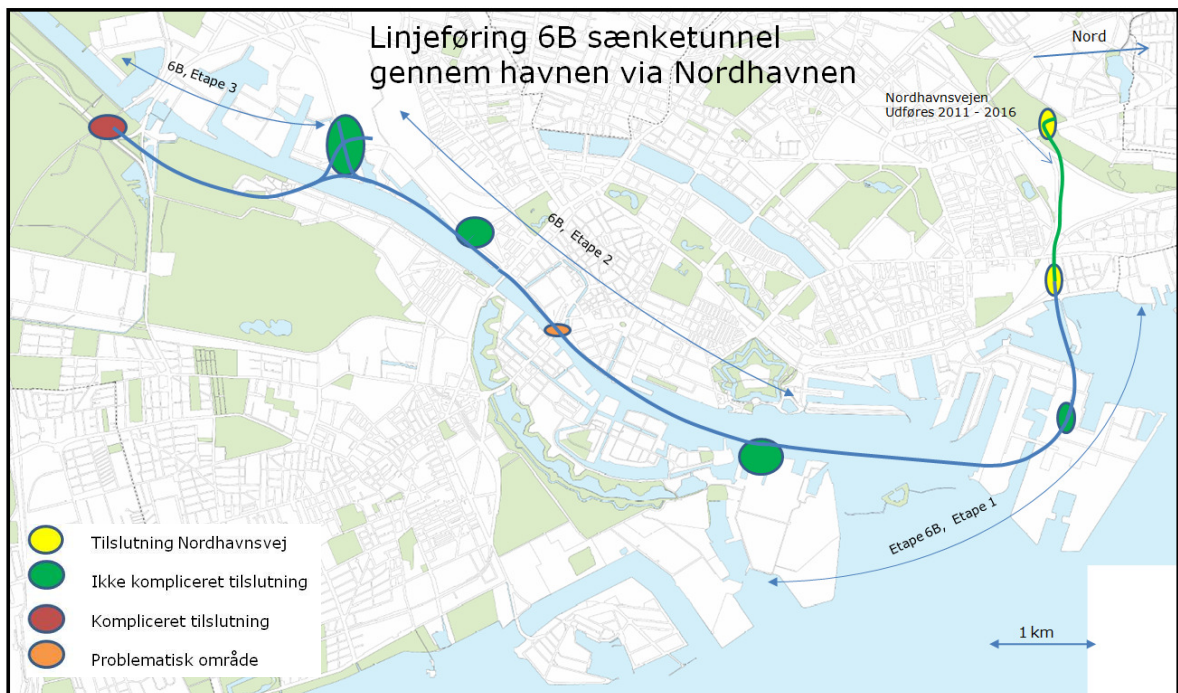 Linjeføring 6B sænketunnel
gennem havnen via Nordhavnen
Nord
Nordhavnsvejen
Udføres 2011 - 2016
6B, Etape 3
6B, Etape 2
Etape 6B, Etape 1
Tilslutning Nordhavnsvej
Ikke kompliceret tilslutning
Kompliceret tilslutning
Problematisk område
1 km